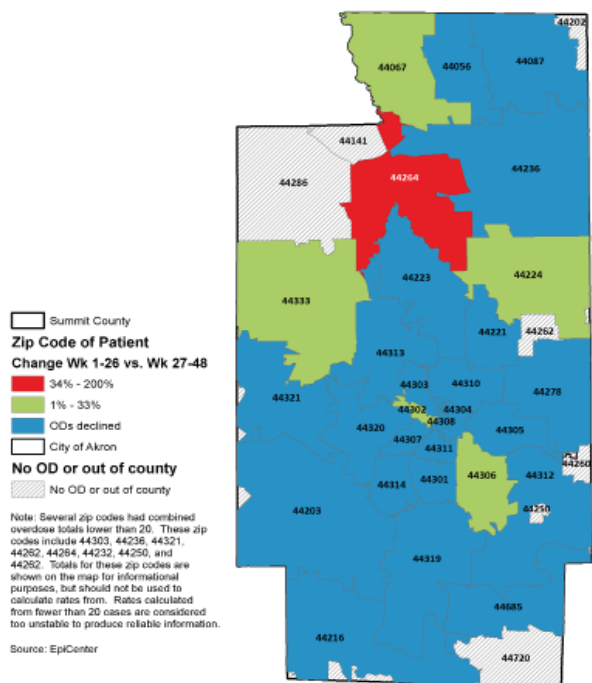 44202
44067
44056
44087
44141
44286
44264
44236
44223
44224
44333
44221
44262
44313
44303
44310
44278
44321
44302
44304
44308
44320
44305
44307
44311
44260
44306
44312
44301
44314
44250
44203
44319
44685
44216
44720
Summit County
Zip Code of Patient
Change Wk 1-26 vs. Wk 27-48
34% - 200%
1% - 33%
ODs declined
City of Akron
No OD or out of county
No OD or out of county
Note: Several zip codes had combined
overdose totals lower than 20. These zip
codes include 44303, 44236, 44321,
44262, 44264, 44232, 44250, and
44262. Totals for these zip codes are
shown on the map for informational
purposes, but should not be used to
calculate rates from. Rates calculated
from fewer than 20 cases are considered
too unstable to produce reliable information.
Source: EpiCenter